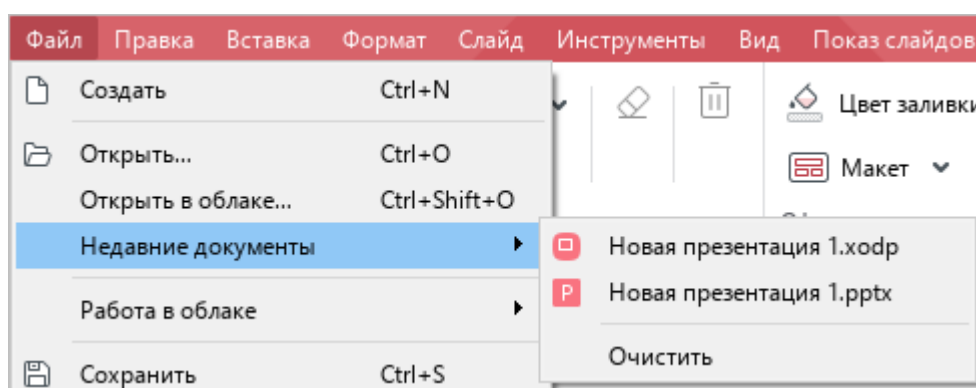 Файл Правка Вставка Формат Слайд Инструменты Вид Показ слайдов
Создать Ctrl+N
Цвет заливки
Открыть... Ctrl+O
Макет
Открыть в облаке... Ctrl+Shift+O
Недавние документы
Новая презентация 1.xodp
P Новая презентация 1.pptx
Работа в облаке
Очистить
Сохранить Ctrl+S